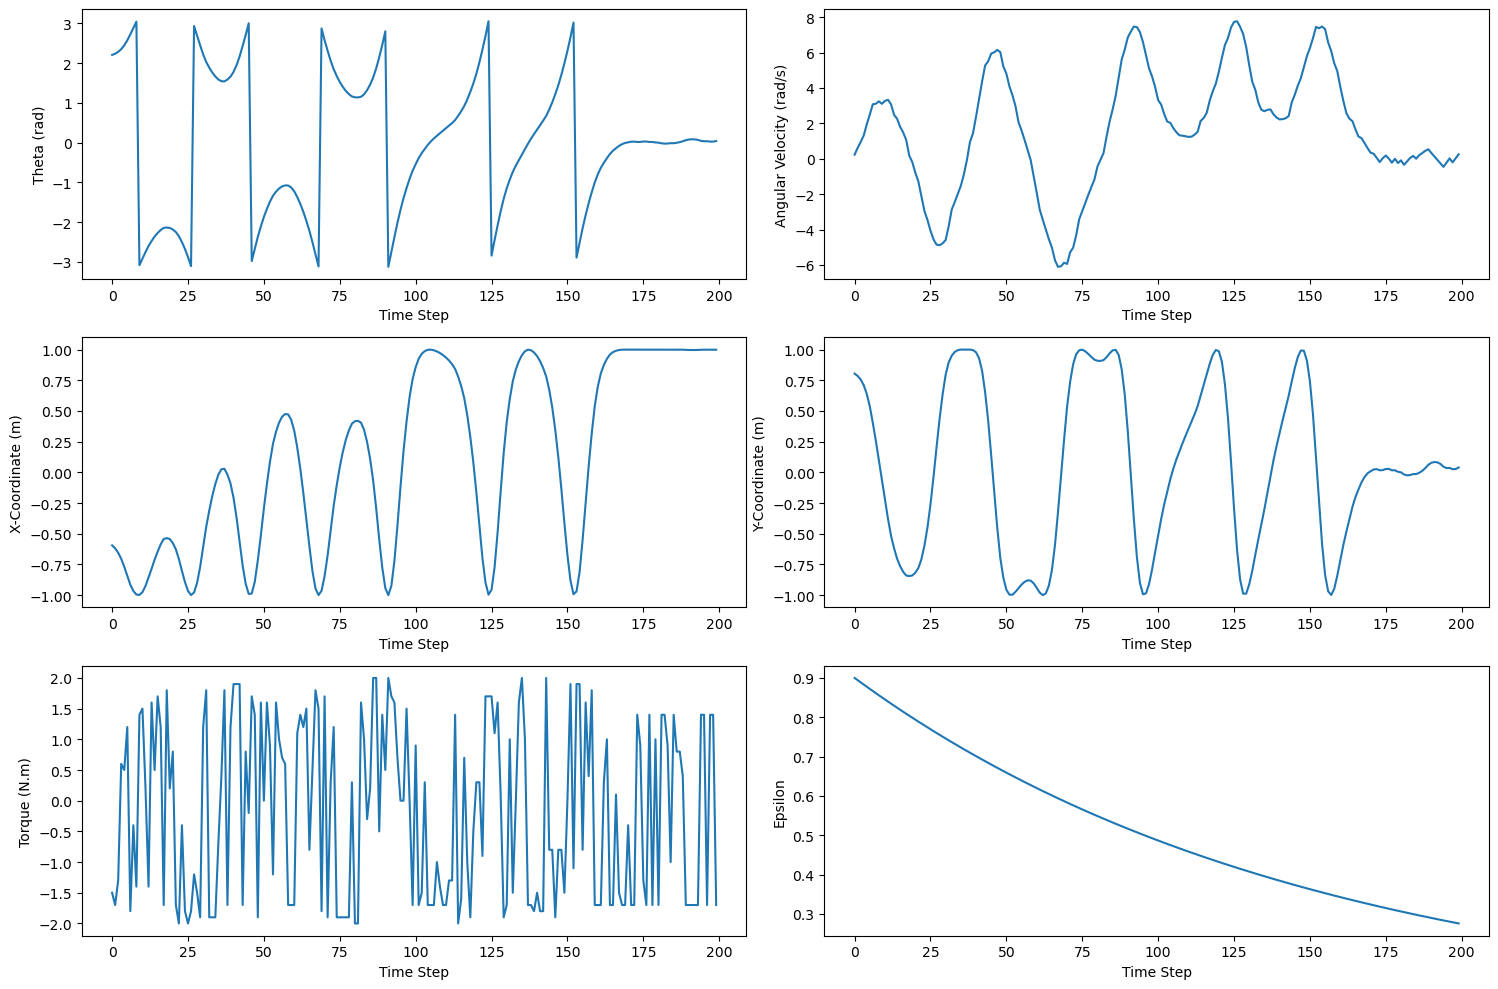 Theta (rad)
3
2
1
0
−1
−2
−3
0 25 50 75 100 125 150 175 200
Time Step
Angular Velocity (rad/s)
8
6
4
2
0
−2
−4
−6
0 25 50 75 100 125 150 175 200
Time Step
X-Coordinate (m)
1.00
0.75
0.50
0.25
0.00
−0.25
−0.50
−0.75
−1.00
0 25 50 75 100 125 150 175 200
Time Step
Y-Coordinate (m)
1.00
0.75
0.50
0.25
0.00
−0.25
−0.50
−0.75
−1.00
0 25 50 75 100 125 150 175 200
Time Step
Torque (N.m)
2.0
1.5
1.0
0.5
0.0
−0.5
−1.0
−1.5
−2.0
0 25 50 75 100 125 150 175 200
Time Step
Epsilon
0.9
0.8
0.7
0.6
0.5
0.4
0.3
0 25 50 75 100 125 150 175 200
Time Step